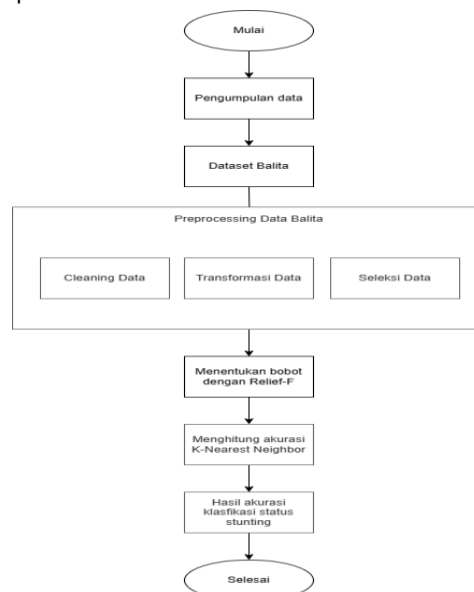 Mulai
Pengumpulan data
Dataset Balita
Preprocessing Data Balita
Cleaning Data
Transformasi Data
Seleksi Data
Menentukan bobot
dengan Relief-F
Menghitung akurasi
K-Nearest Neighbor
Hasil akurasi
klasfikasi status
stunting
Selesai